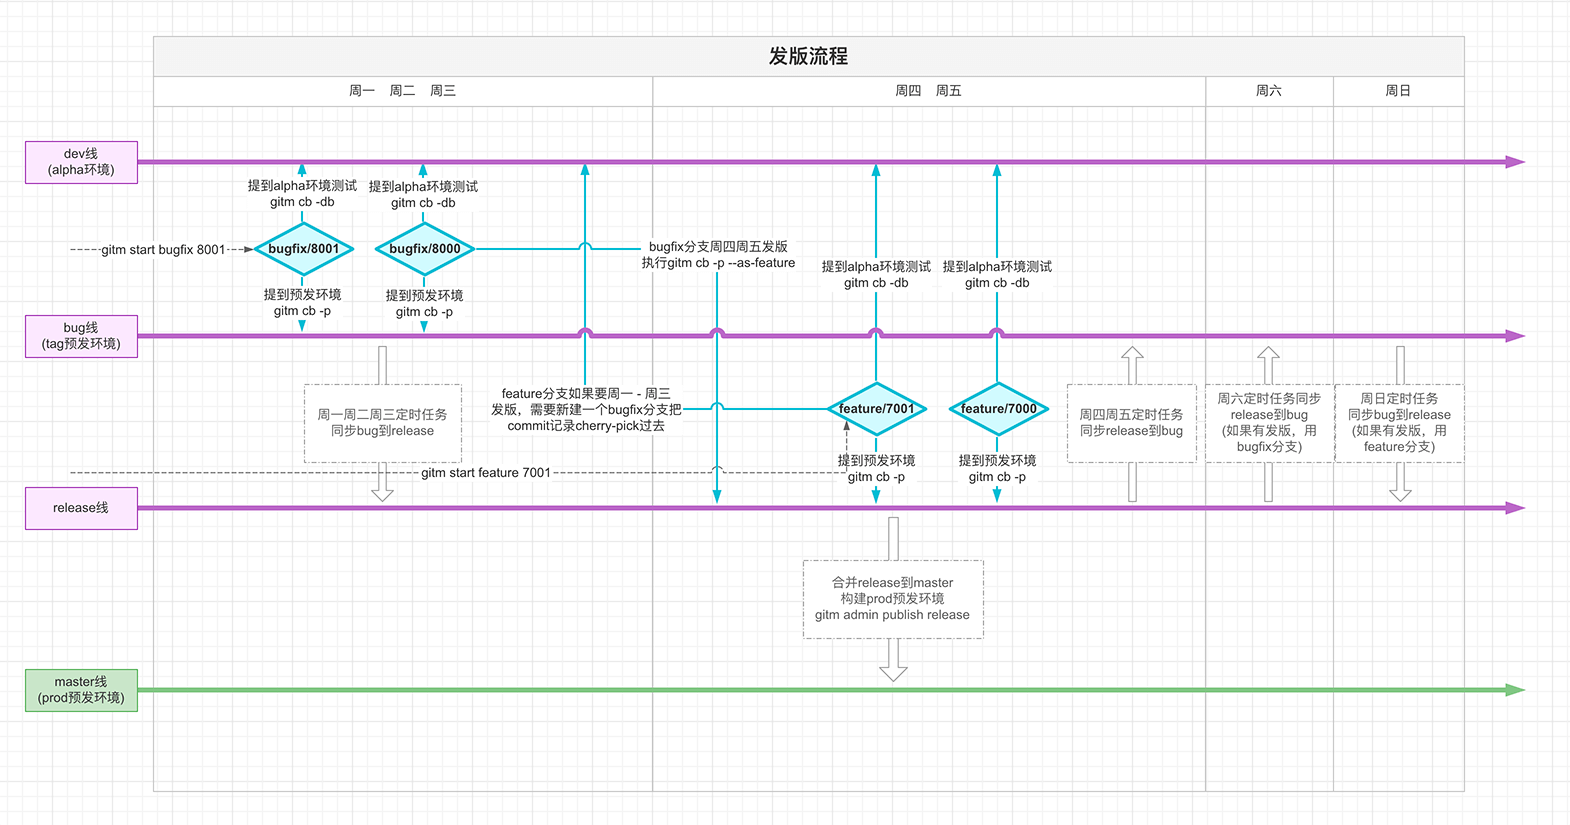 发版流程
周一 周二 周三
周四 周五
周六
周日
dev线
(alpha环境)
提到alpha环境测试
gitm cb -db
提到alpha环境测试
gitm cb -db
gitm start bugfix 8001
bugfix/8001
bugfix/8000
bugfix分支周四周五发版
执行gitm cb -p --as-feature
提到alpha环境测试
gitm cb -db
提到alpha环境测试
gitm cb -db
提到预发环境
gitm cb -p
提到预发环境
gitm cb -p
bug线
(tag预发环境)
周一周二周三定时任务
同步bug到release
feature分支如果要周一 - 周三
发版，需要新建一个bugfix分支把
commit记录cherry-pick过去
feature/7001
feature/7000
周四周五定时任务
同步release到bug
周六定时任务同步
release到bug
(如果有发版，用
bugfix分支)
周日定时任务
同步bug到release
(如果有发版，用
feature分支)
gitm start feature 7001
提到预发环境
gitm cb -p
提到预发环境
gitm cb -p
release线
合并release到master
构建prod预发环境
gitm admin publish release
master线
(prod预发环境)